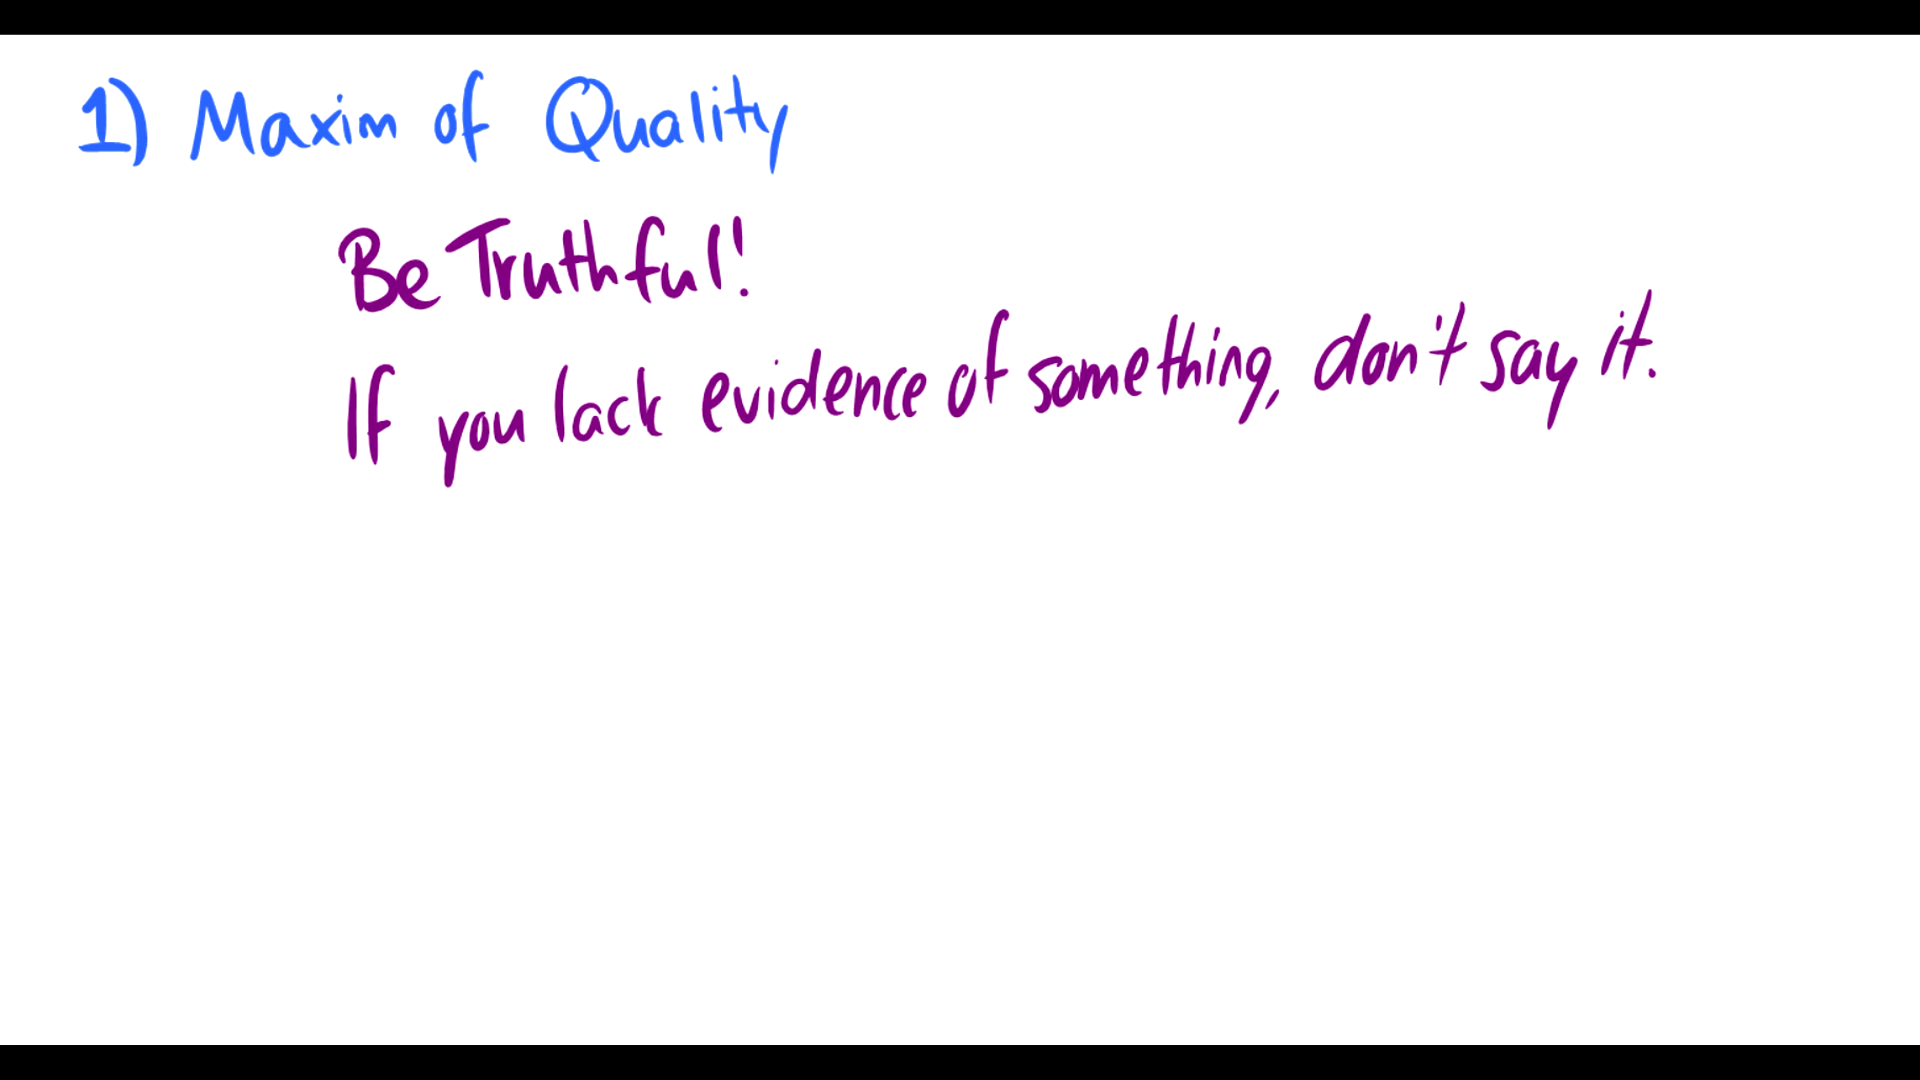 1) Maxim of Quality
Be Truthful!
If you lack evidence of something, don't say it.